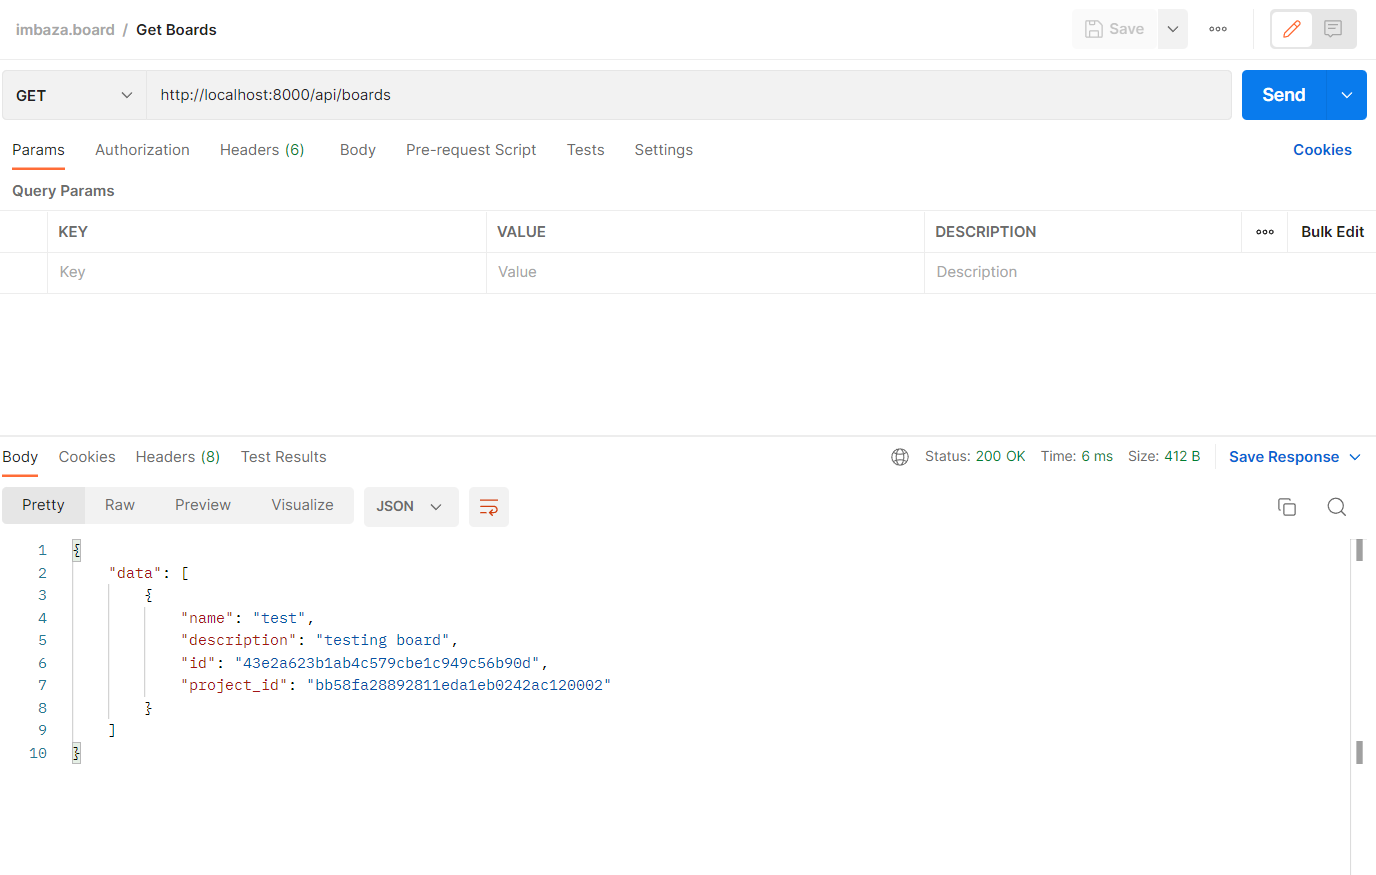 imbaza.board / Get Boards
Save
GET
http://localhost:8000/api/boards
Send
Params Authorization Headers (6) Body Pre-request Script Tests Settings Cookies
Query Params
KEY VALUE DESCRIPTION ooo Bulk Edit
Key Value Description
Body Cookies Headers (8) Test Results Status: 200 OK Time: 6 ms Size: 412 B Save Response
Pretty Raw Preview Visualize JSON
1 {
2 "data": [
3 {
4 "name": "test",
5 "description": "testing board",
6 "id": "43e2a623b1ab4c579cbe1c949c56b90d",
7 "project_id": "bb58fa28892811eda1eb0242ac120002"
8 }
9 ]
10 }